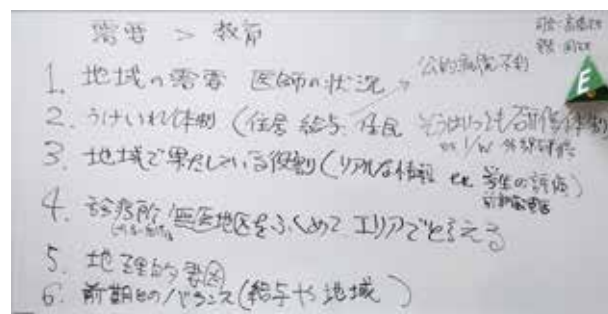 需要 > 教育
1. 地域の需要 医師の状況
公的病院不利
2. うけいれ体制 (住居 給与 住民
3. 地域で果たしている役割 (リアルな情報 ex 学生の評価)
4. 診療所/無医地区をふくめて エリアで考える
5. 地理的要因
6. 前期とのバランス (給与や地域 )
E